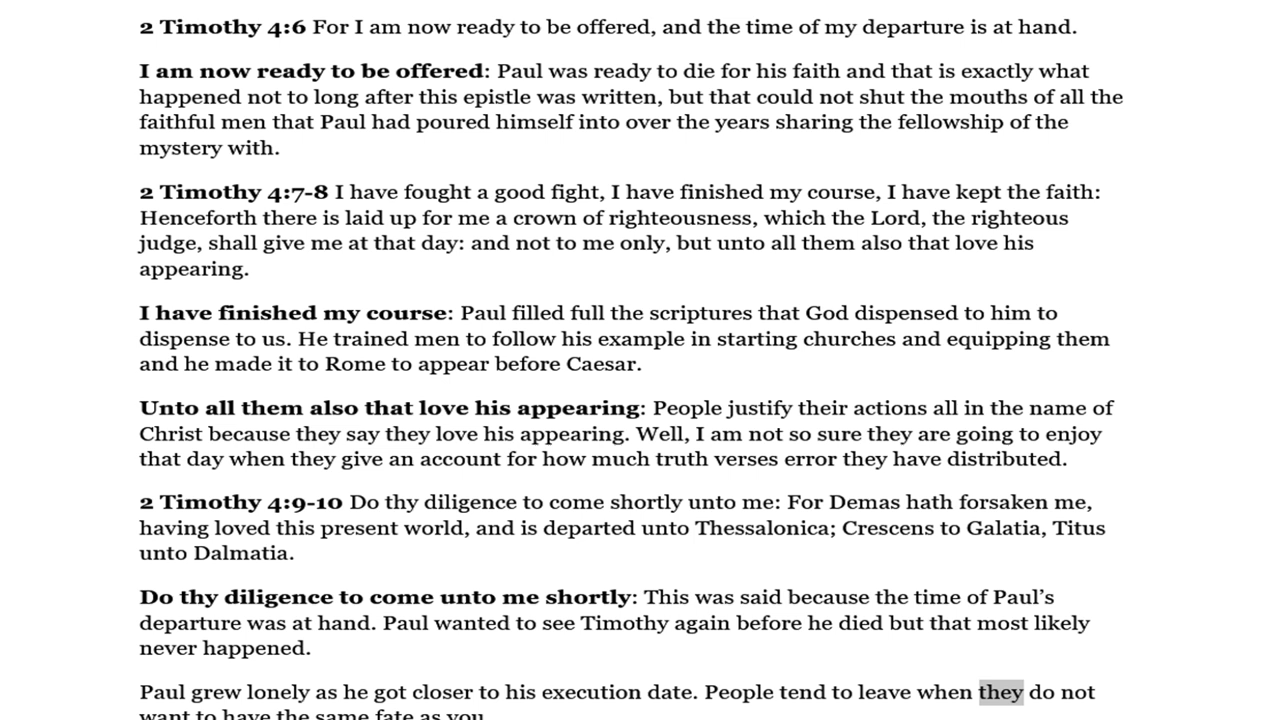 2 Timothy 4:6 For I am now ready to be offered, and the time of my departure is at hand.
I am now ready to be offered: Paul was ready to die for his faith and that is exactly what
happened not to long after this epistle was written, but that could not shut the mouths of all the
faithful men that Paul had poured himself into over the years sharing the fellowship of the
mystery with.
2 Timothy 4:7-8 I have fought a good fight, I have finished my course, I have kept the faith:
Henceforth there is laid up for me a crown of righteousness, which the Lord, the righteous
judge, shall give me at that day: and not to me only, but unto all them also that love his
appearing.
I have finished my course: Paul filled full the scriptures that God dispensed to him to
dispense to us. He trained men to follow his example in starting churches and equipping them
and he made it to Rome to appear before Caesar.
Unto all them also that love his appearing: People justify their actions all in the name of
Christ because they say they love his appearing. Well, I am not so sure they are going to enjoy
that day when they give an account for how much truth verses error they have distributed.
2 Timothy 4:9-10 Do thy diligence to come shortly unto me: For Demas hath forsaken me,
having loved this present world, and is departed unto Thessalonica; Crescens to Galatia, Titus
unto Dalmatia.
Do thy diligence to come unto me shortly: This was said because the time of Paul’s
departure was at hand. Paul wanted to see Timothy again before he died but that most likely
never happened.
Paul grew lonely as he got closer to his execution date. People tend to leave when they do not
want to have the same fate as you